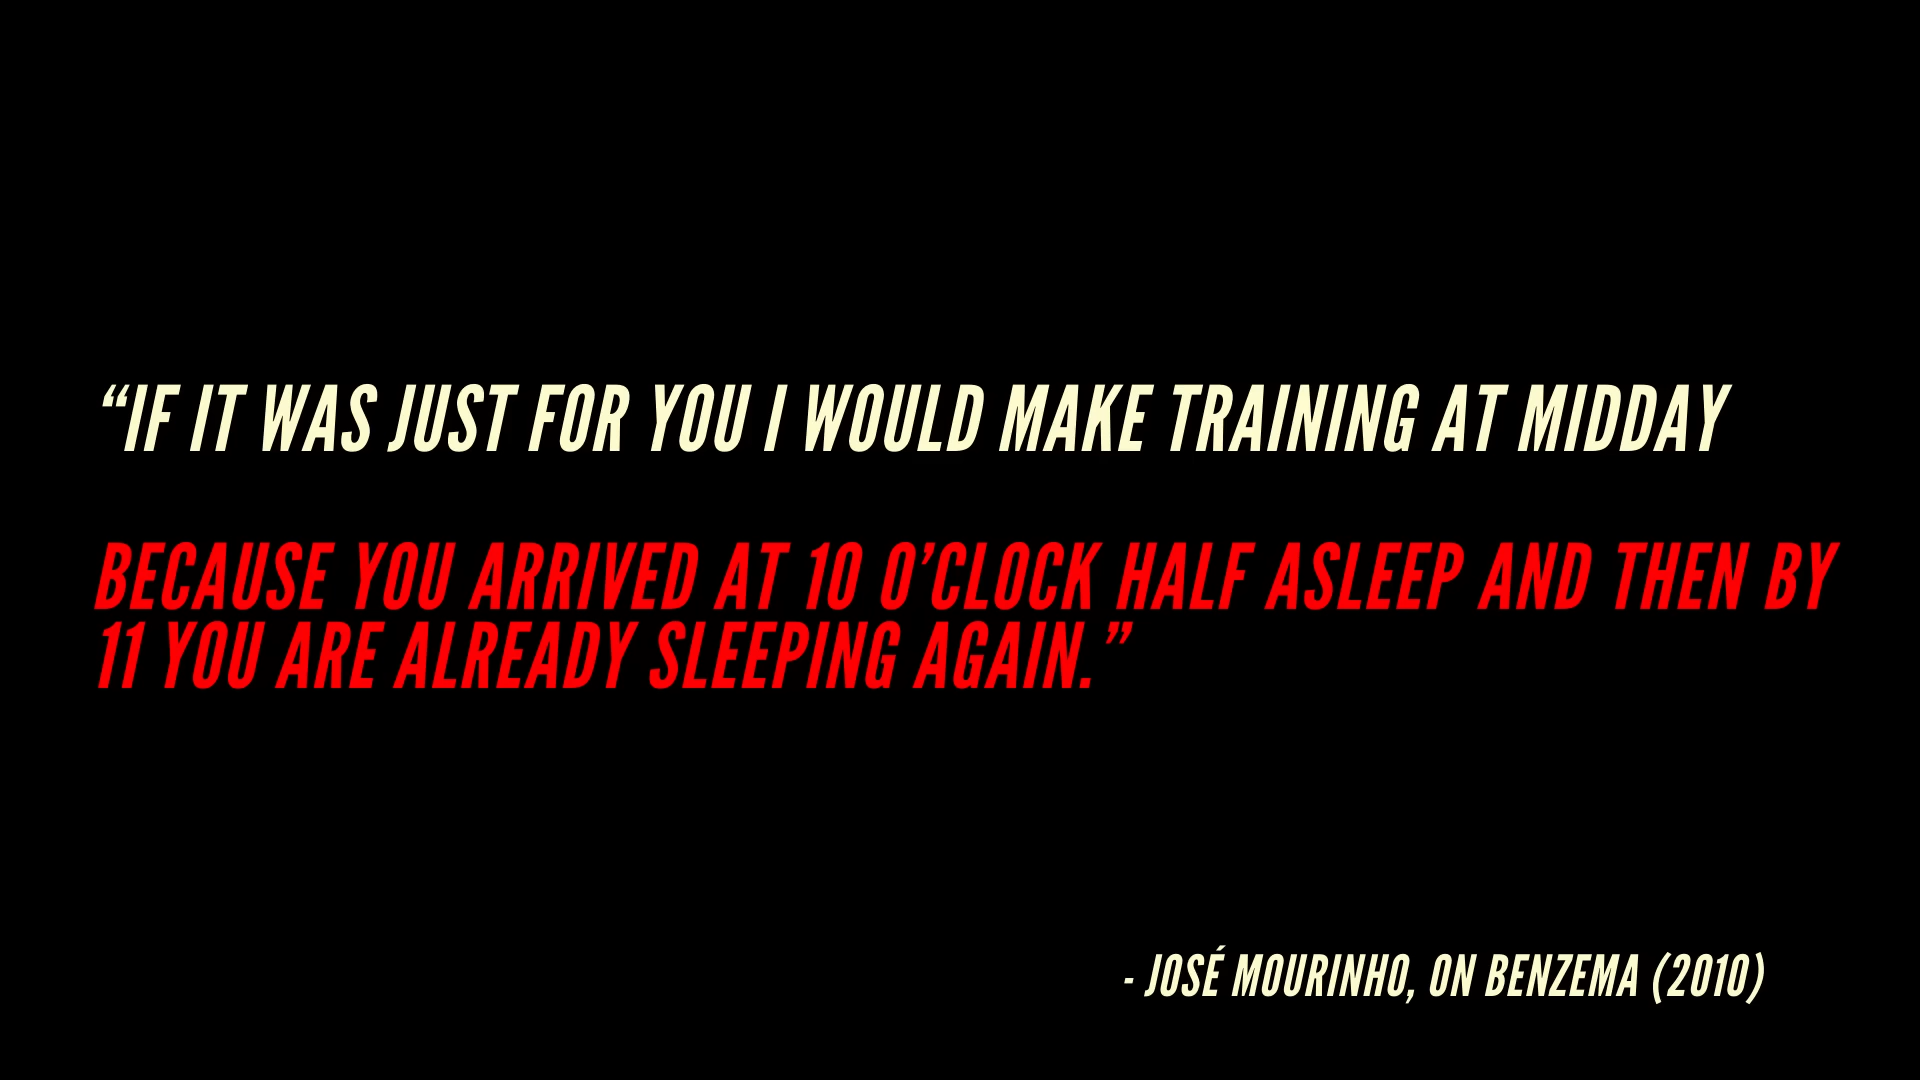 “IF IT WAS JUST FOR YOU I WOULD MAKE TRAINING AT MIDDAY
BECAUSE YOU ARRIVED AT 10 O’CLOCK HALF ASLEEP AND THEN BY
11 YOU ARE ALREADY SLEEPING AGAIN.”
- JOSÉ MOURINHO, ON BENZEMA (2010)